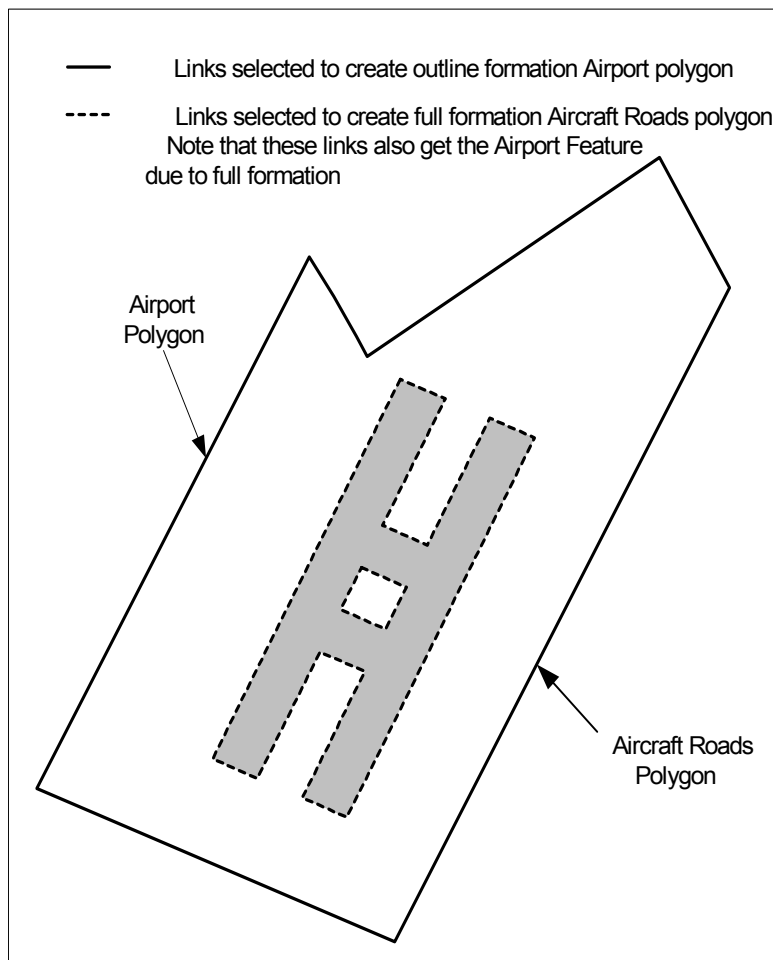 Links selected to create outline formation Airport polygon
Links selected to create full formation Aircraft Roads polygon
Note that these links also get the Airport Feature
due to full formation
Airport
Polygon
Aircraft Roads
Polygon